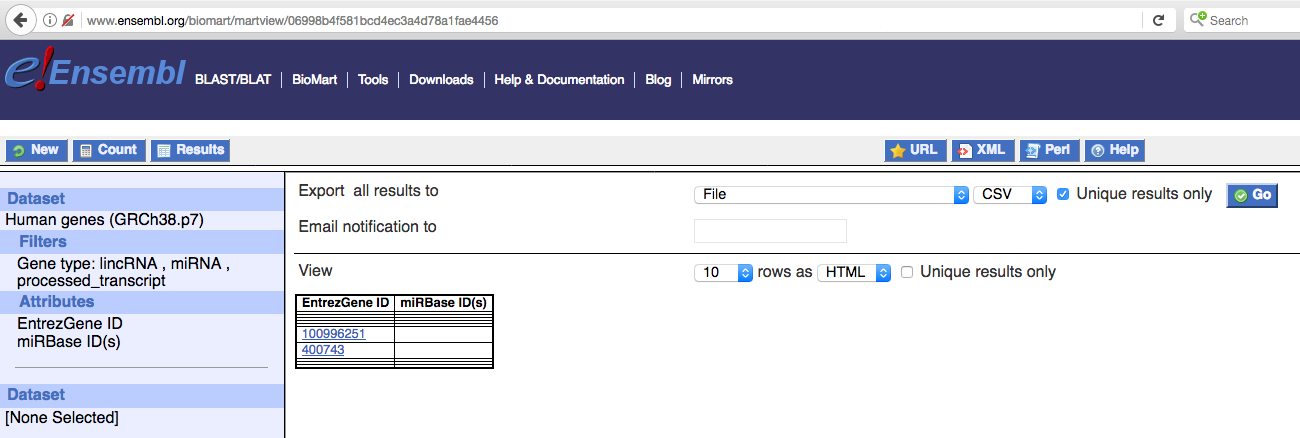 www.ensembl.org/biomart/martview/06998b4f581bcd4ec3a4d78a1fae4456
Search
e!Ensembl BLAST/BLAT BioMart Tools Downloads Help & Documentation Blog Mirrors
New Count Results URL XML Perl Help
Dataset
Human genes (GRCh38.p7)
Filters
Gene type: lincRNA , miRNA ,
processed_transcript
Attributes
EntrezGene ID
miRBase ID(s)
Dataset
[None Selected]
Export all results to File CSV Unique results only Go
Email notification to
View 10 rows as HTML Unique results only
EntrezGene ID miRBase ID(s)
100996251
400743